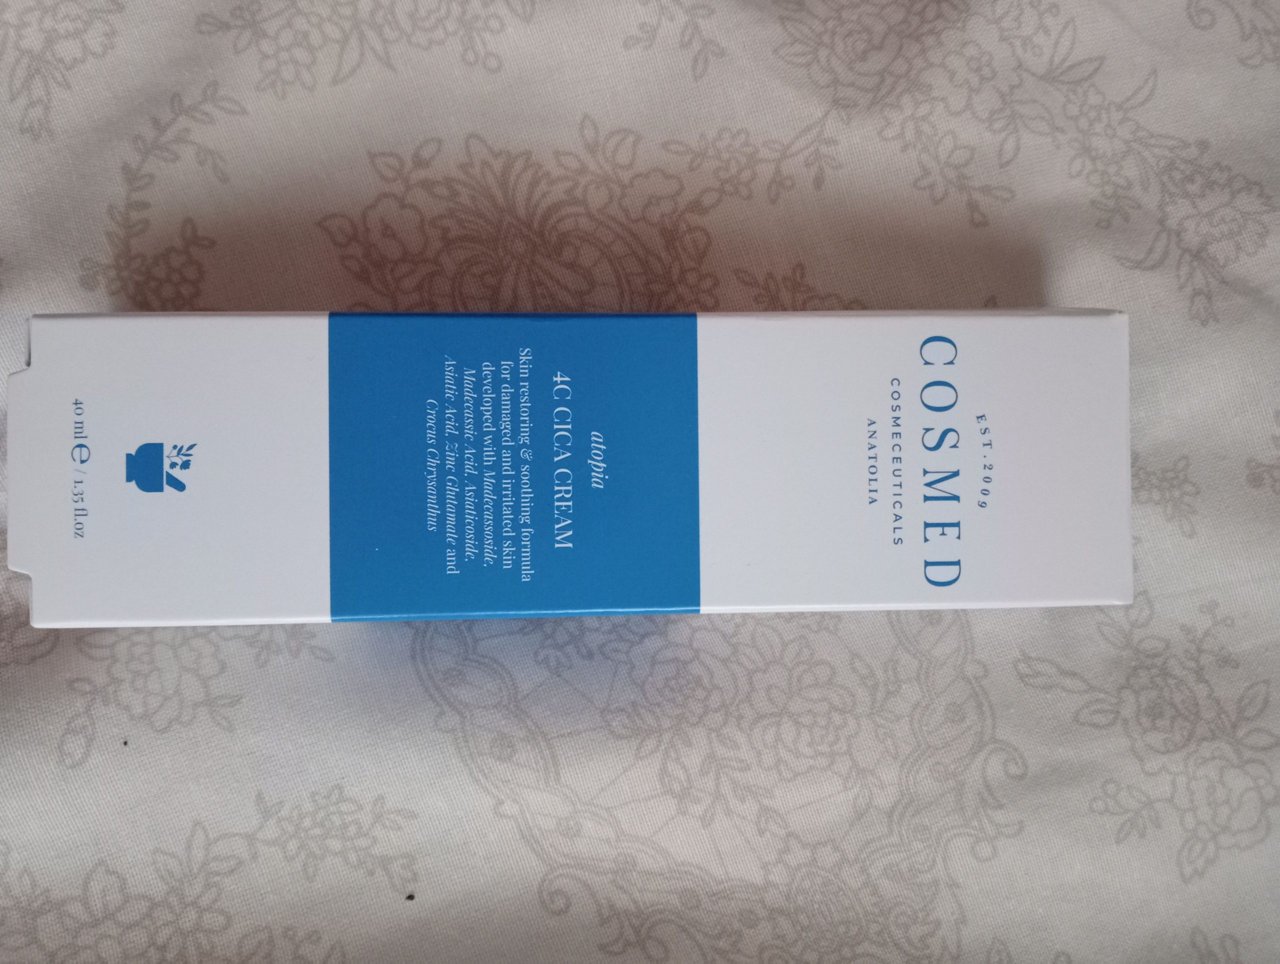 EST. 2009
COSMED
COSMECEUTICALS
ANATOLIA
atopia
4C CICA CREAM
Skin restoring & soothing formula
for damaged and irritated skin
developed with Madecassoside,
Madecassic Acid, Asiaticoside,
Asiatic Acid, Zinc Glutamate and
Crocus Chrysanthus
40 ml e / 1.35 fl.oz